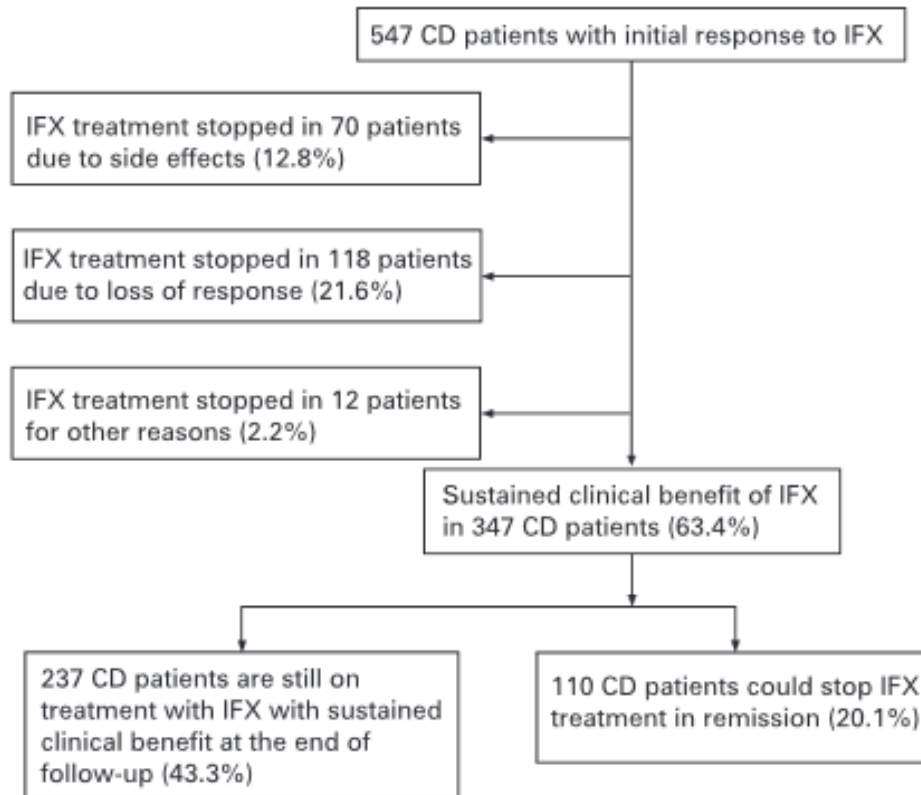 547 CD patients with initial response to IFX
IFX treatment stopped in 70 patients
due to side effects (12.8%)
IFX treatment stopped in 118 patients
due to loss of response (21.6%)
IFX treatment stopped in 12 patients
for other reasons (2.2%)
Sustained clinical benefit of IFX
in 347 CD patients (63.4%)
237 CD patients are still on
treatment with IFX with sustained
clinical benefit at the end of
follow-up (43.3%)
110 CD patients could stop IFX
treatment in remission (20.1%)